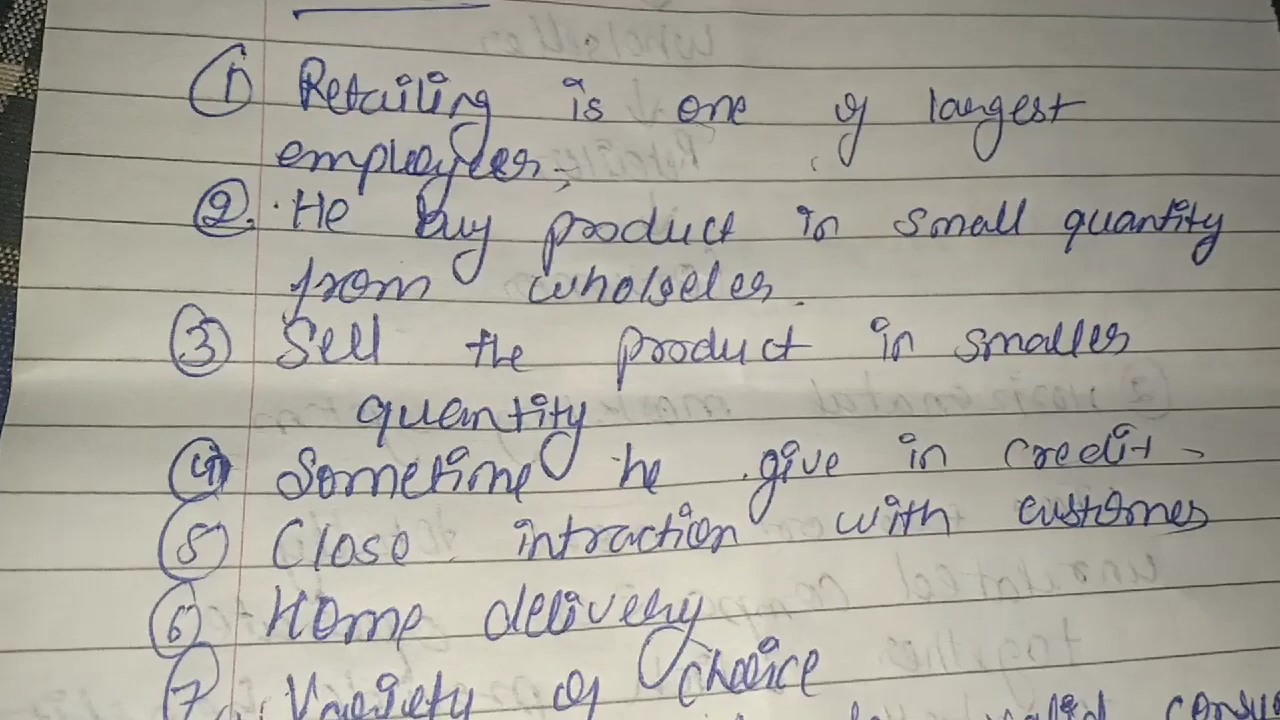 ① Retailing is one of largest
employer,
②. He buy product in small quantity
from wholseler.
③ Sell the product in smaller
quantity
④ Sometime he give in credit -
⑤ Close intraction with customer
⑥ Home delivery
⑦ Variety of choice